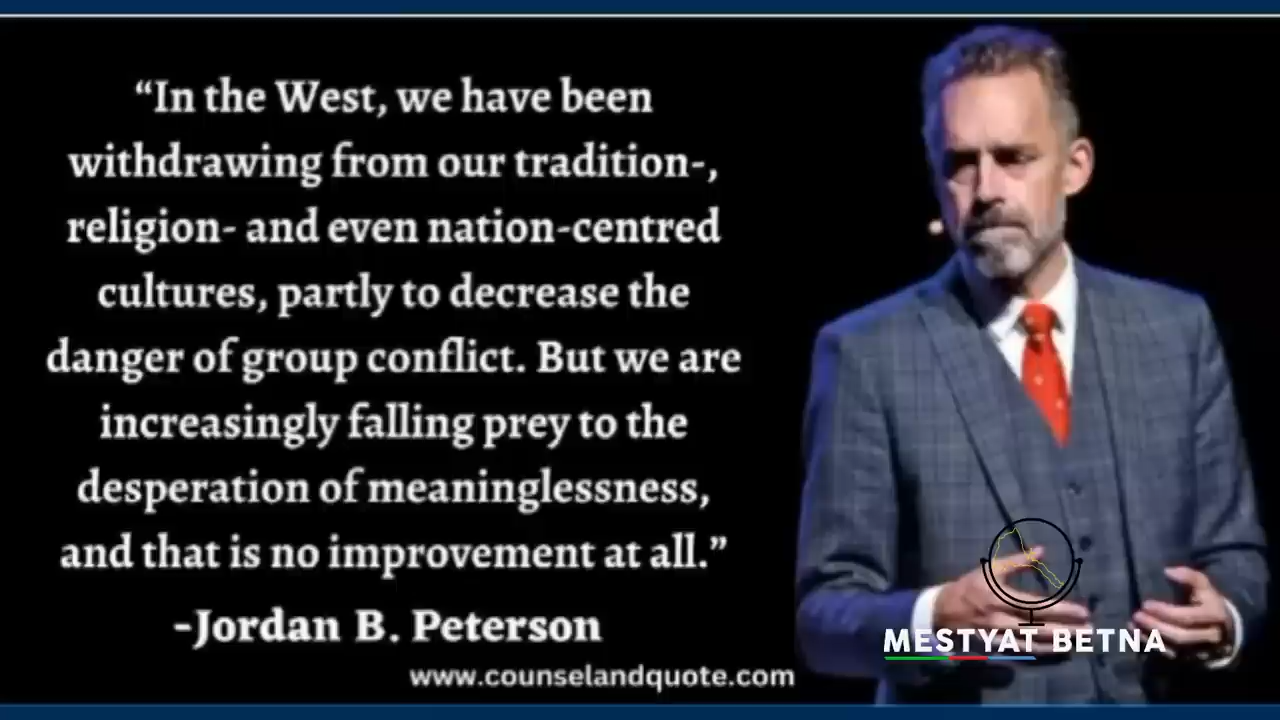 “In the West, we have been
withdrawing from our tradition-,
religion- and even nation-centred
cultures, partly to decrease the
danger of group conflict. But we are
increasingly falling prey to the
desperation of meaninglessness,
and that is no improvement at all.”
-Jordan B. Peterson
www.counselandquote.com
MESTYAT BETNA